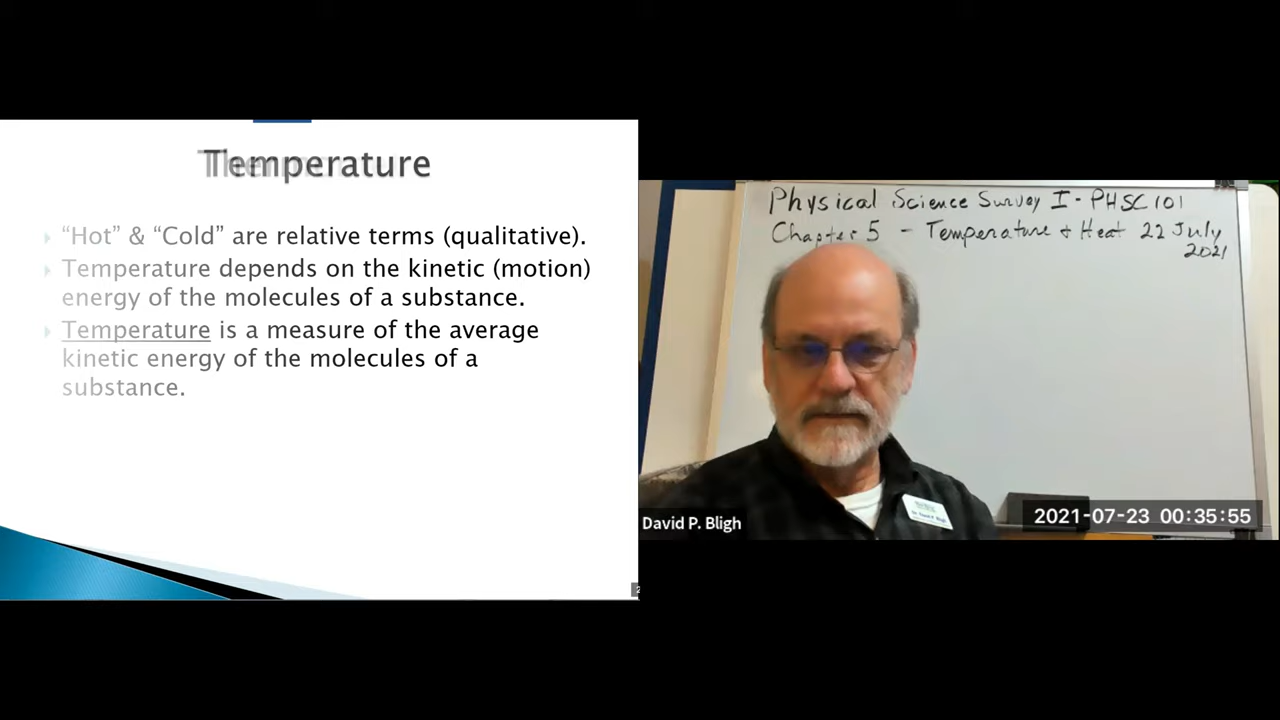 Temperature
“Hot” & “Cold” are relative terms (qualitative).
Temperature depends on the kinetic (motion)
energy of the molecules of a substance.
Temperature is a measure of the average
kinetic energy of the molecules of a
substance.
Physical Science Survey I - PHSC 101
Chapter 5 - Temperature & Heat 22 July
2021
David P. Bligh
2021-07-23 00:35:55